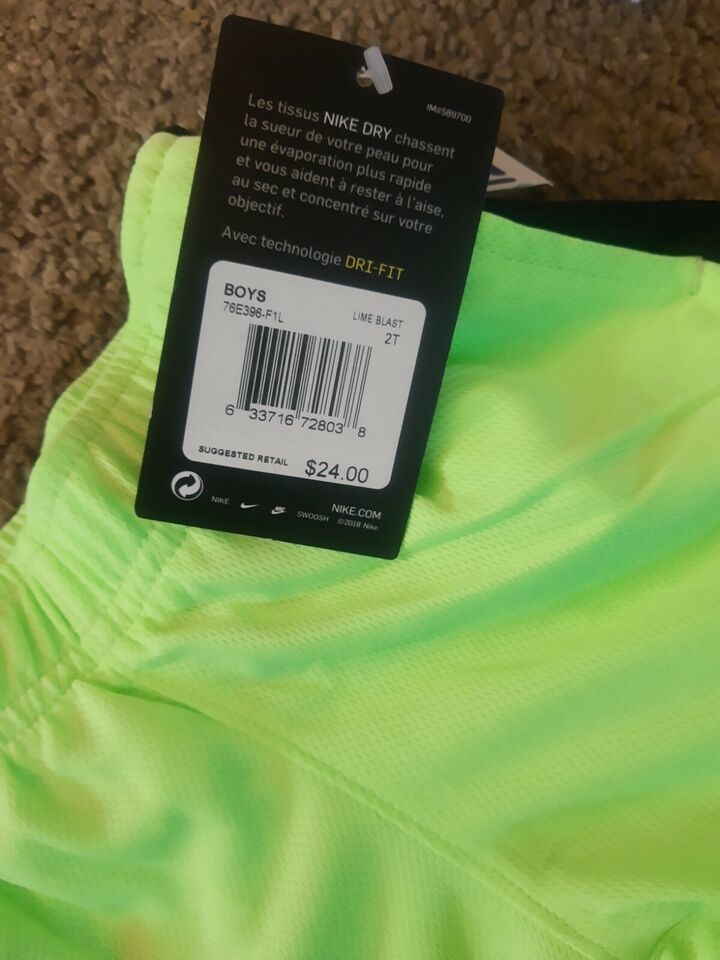 IM#589700
Les tissus NIKE DRY chassent
la sueur de votre peau pour
une évaporation plus rapide
et vous aident à rester à l'aise,
au sec et concentré sur votre
objectif.
Avec technologie DRI-FIT
BOYS
76E396-F1L
LIME BLAST
2T
6 33716 72803 8
SUGGESTED RETAIL $24.00
NIKE SWOOSH NIKE.COM
©2018 Nike